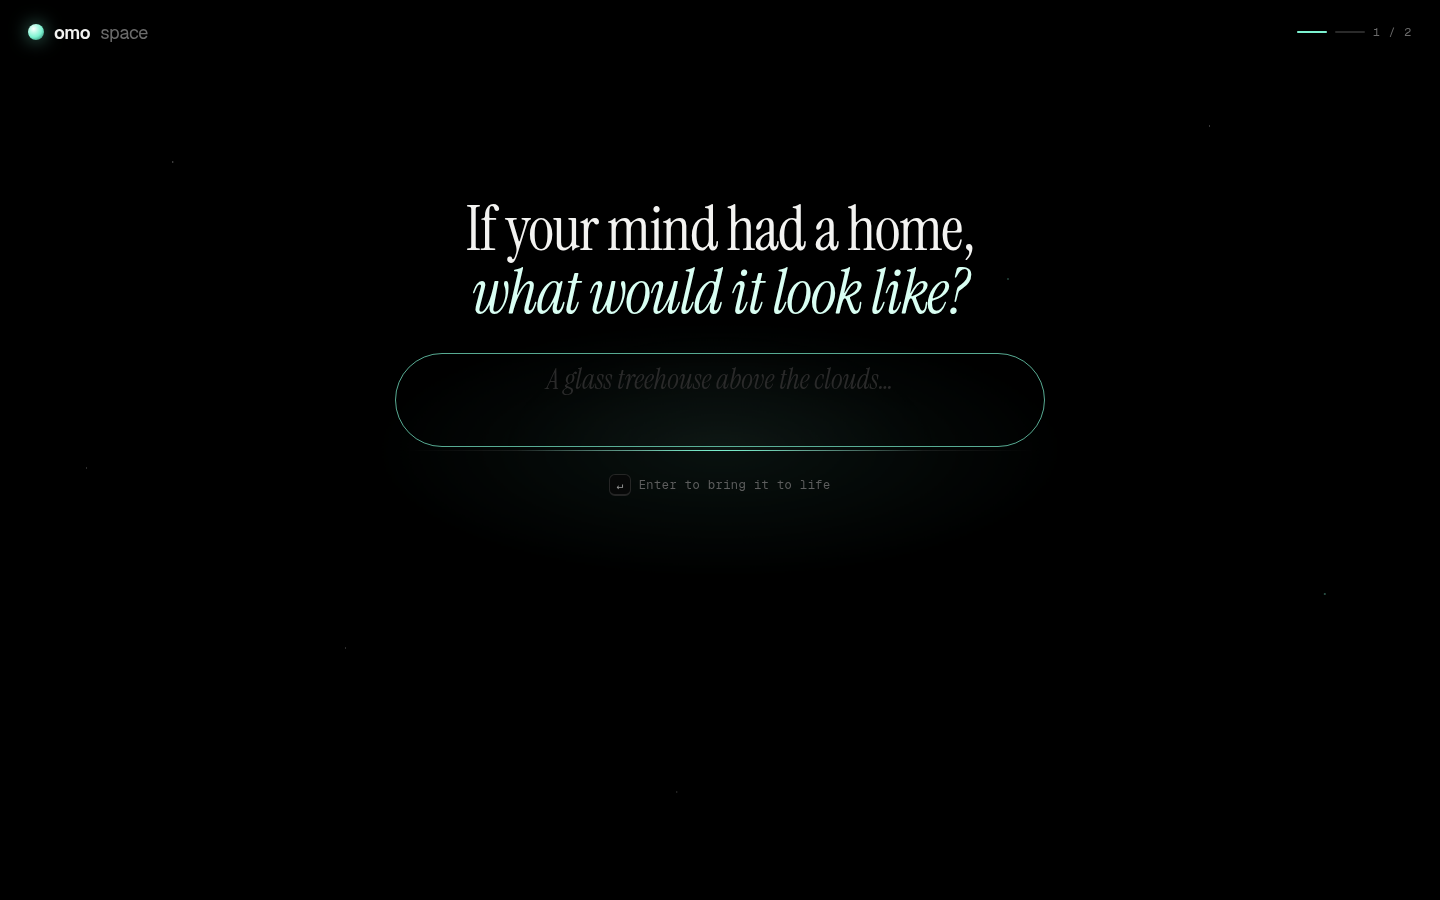 omo space
1 / 2
If your mind had a home,
what would it look like?
A glass treehouse above the clouds...
↵ Enter to bring it to life